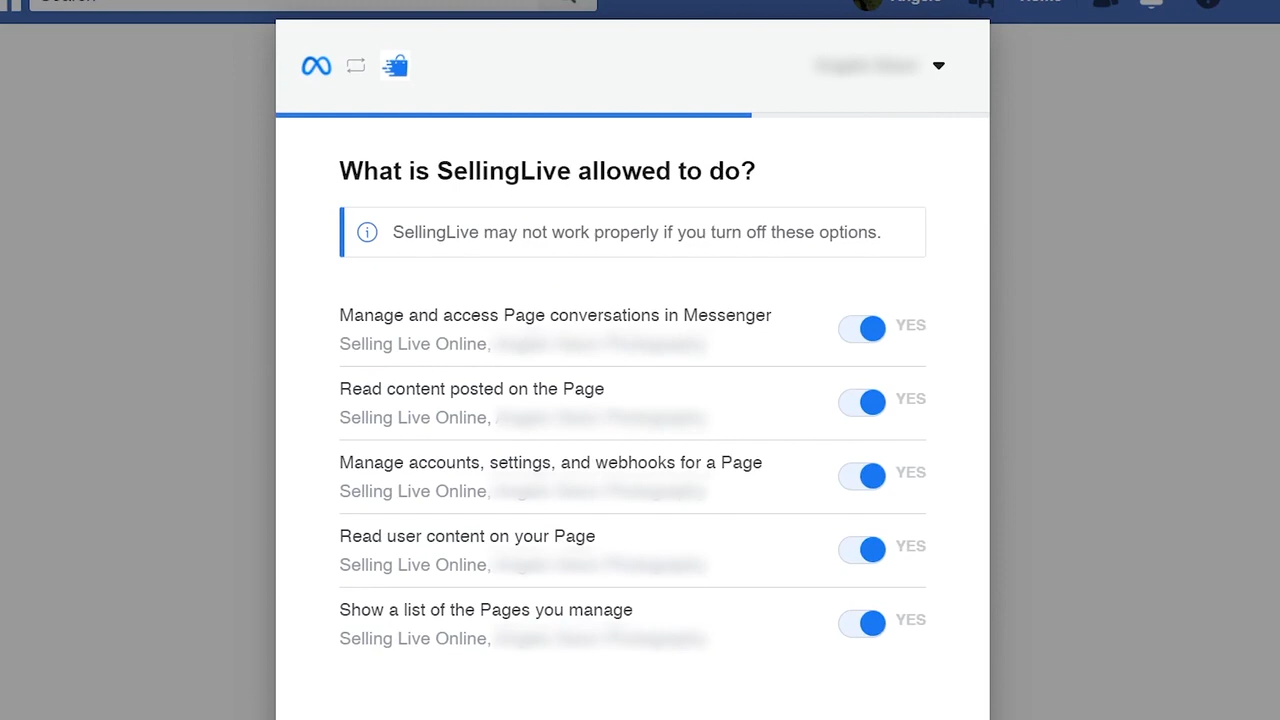 What is SellingLive allowed to do?
SellingLive may not work properly if you turn off these options.
Manage and access Page conversations in Messenger
Selling Live Online,
YES
Read content posted on the Page
Selling Live Online,
YES
Manage accounts, settings, and webhooks for a Page
Selling Live Online,
YES
Read user content on your Page
Selling Live Online,
YES
Show a list of the Pages you manage
Selling Live Online,
YES